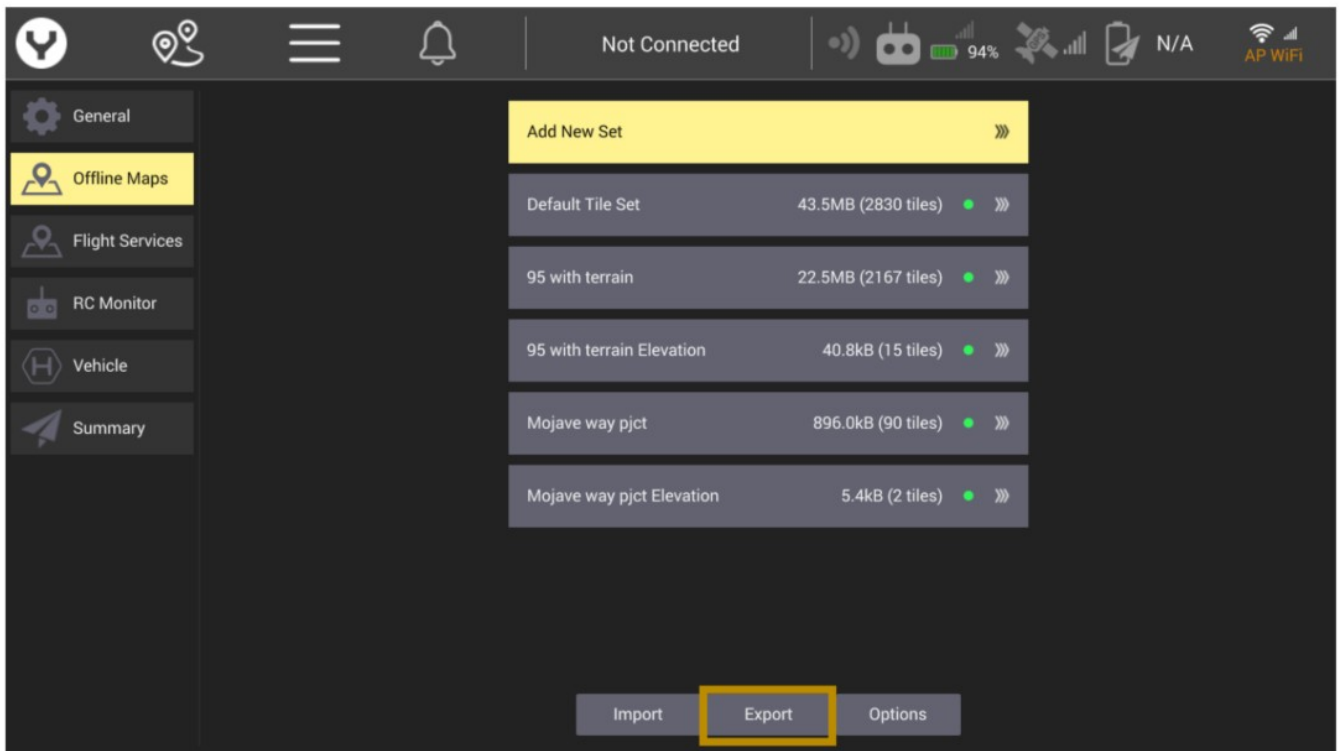 Not Connected
94%
N/A
AP WiFi
General
Offline Maps
Flight Services
RC Monitor
Vehicle
Summary
Add New Set
Default Tile Set 43.5MB (2830 tiles)
95 with terrain 22.5MB (2167 tiles)
95 with terrain Elevation 40.8kB (15 tiles)
Mojave way pjct 896.0kB (90 tiles)
Mojave way pjct Elevation 5.4kB (2 tiles)
Import Export Options